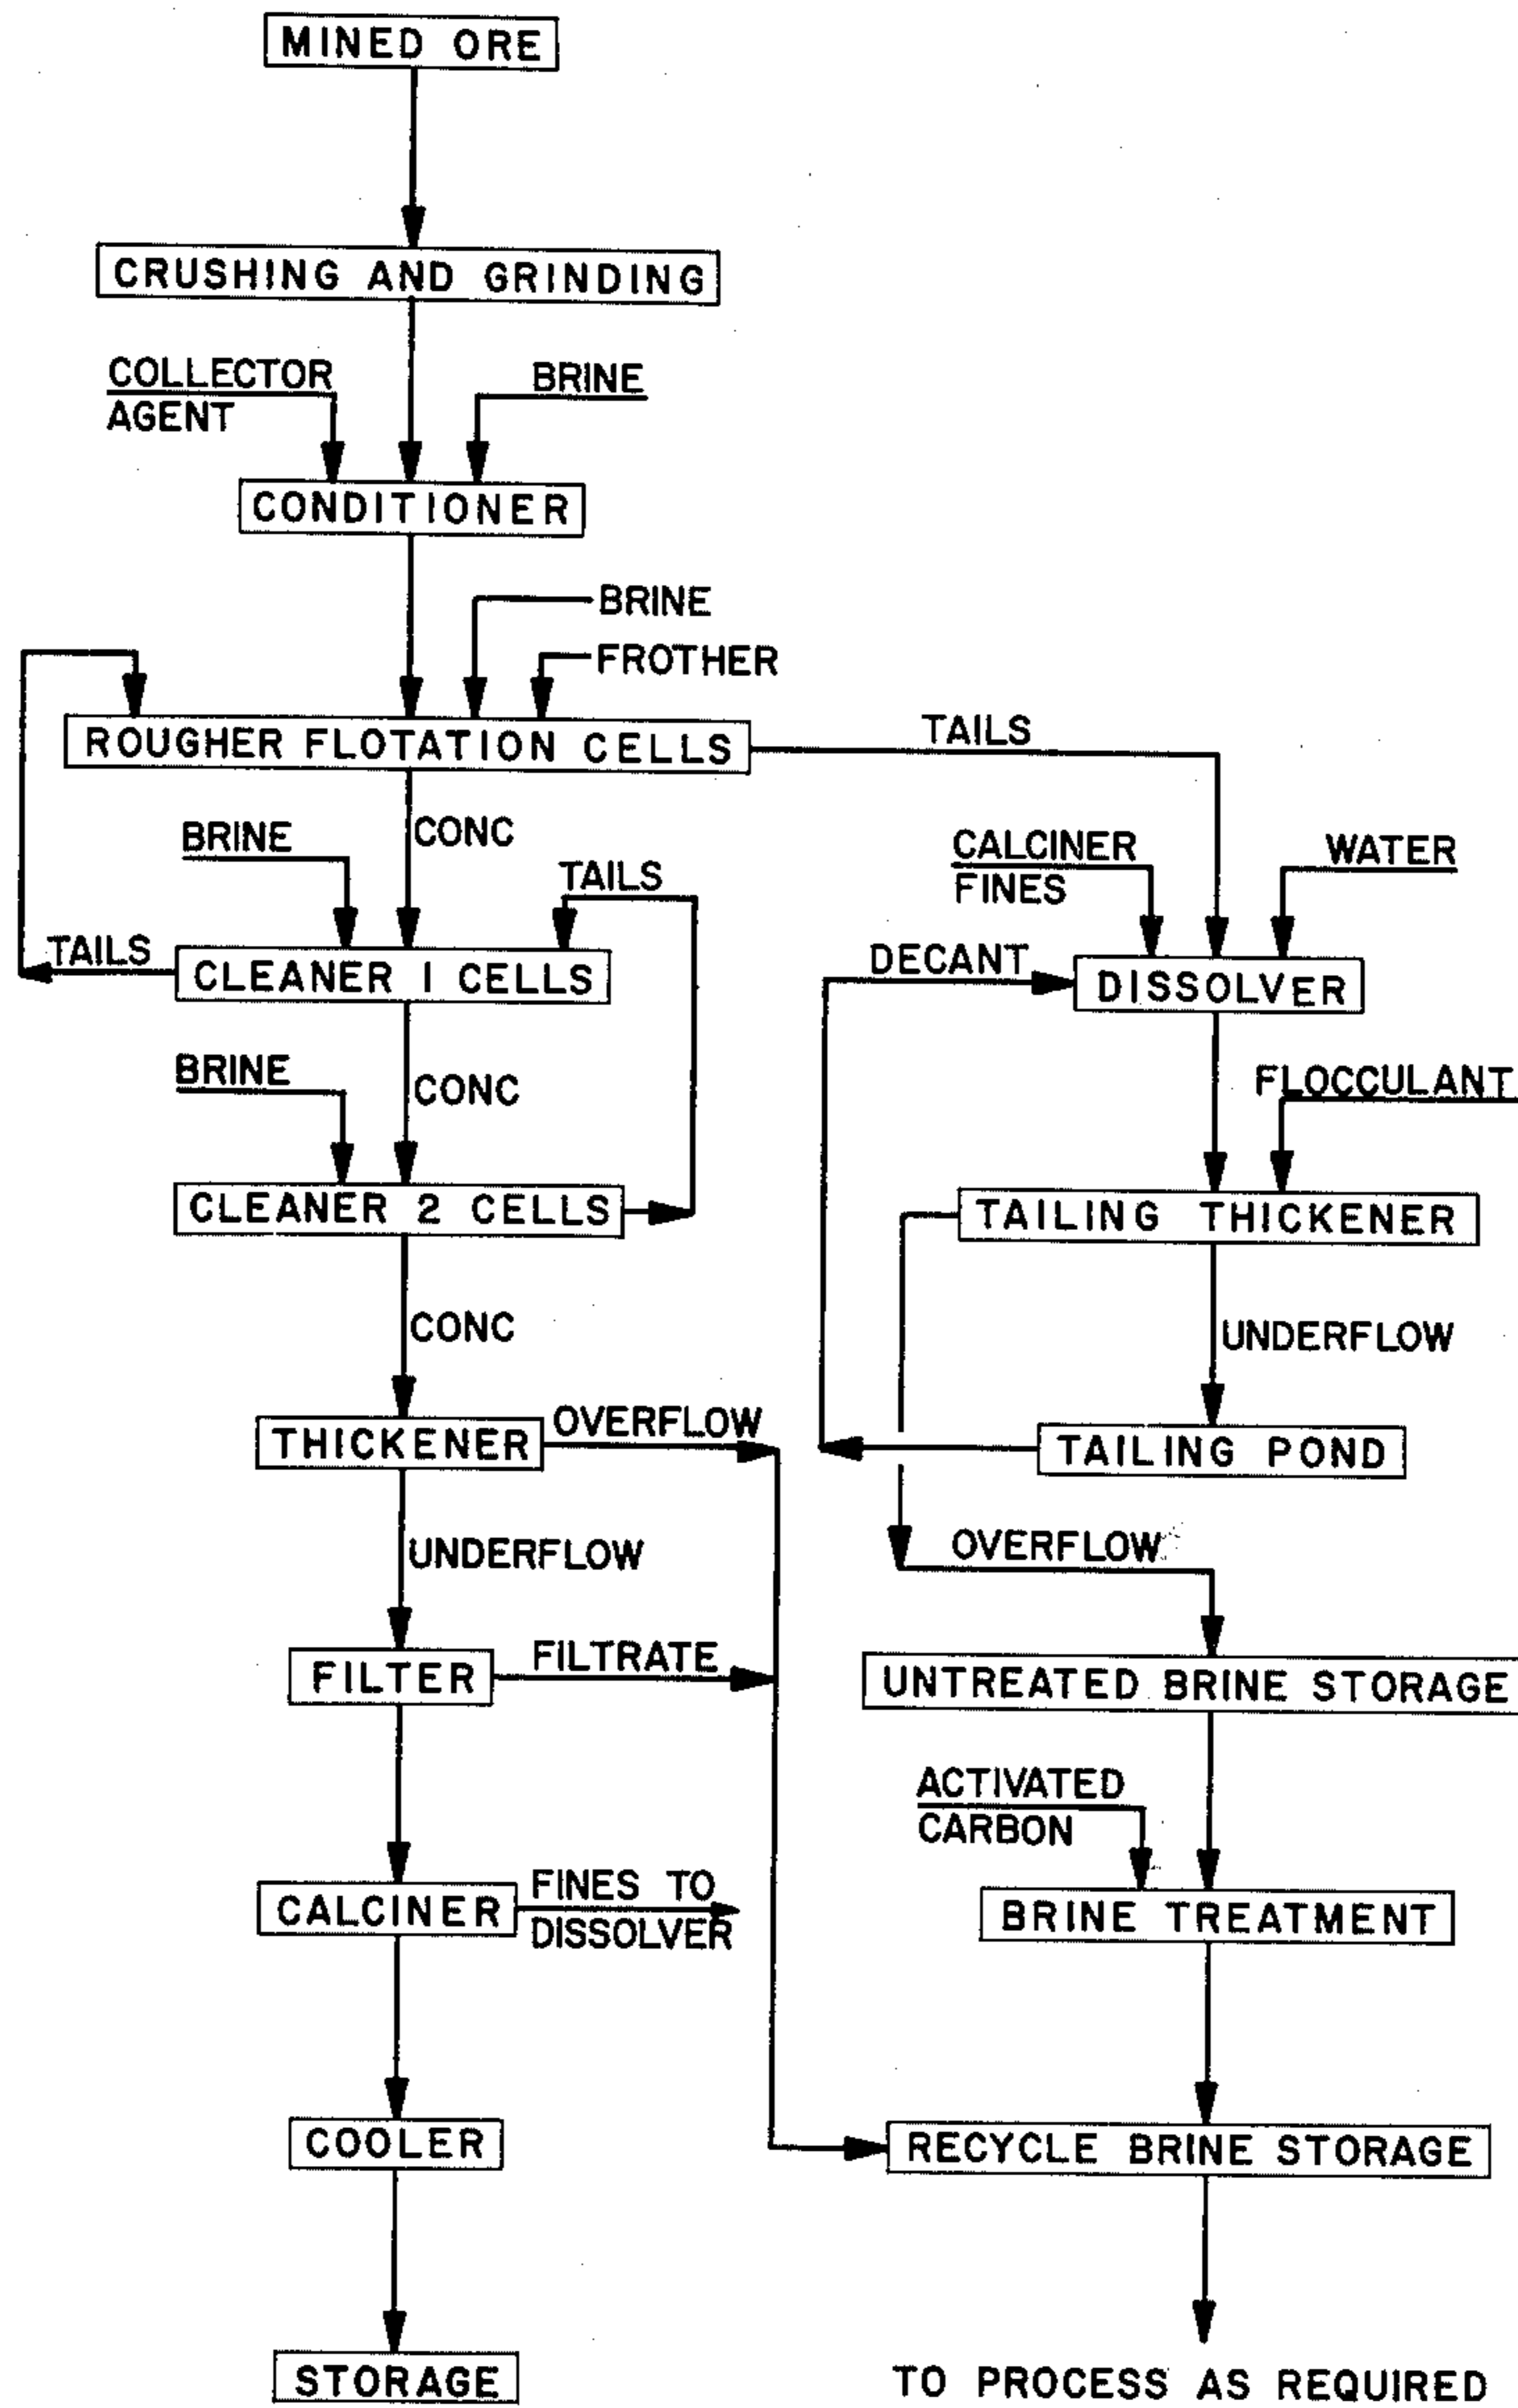 MINED ORE
CRUSHING AND GRINDING
COLLECTOR
AGENT
BRINE
CONDITIONER
BRINE
FROTHER
ROUGHER FLOTATION CELLS
TAILS
BRINE
CONC
TAILS
CALCINER
FINES
WATER
TAILS
CLEANER 1 CELLS
DECANT
DISSOLVER
BRINE
CONC
FLOCCULANT
CLEANER 2 CELLS
TAILING THICKENER
CONC
UNDERFLOW
THICKENER
OVERFLOW
TAILING POND
UNDERFLOW
OVERFLOW
FILTER
FILTRATE
UNTREATED BRINE STORAGE
ACTIVATED
CARBON
CALCINER
FINES TO
DISSOLVER
BRINE TREATMENT
COOLER
RECYCLE BRINE STORAGE
STORAGE
TO PROCESS AS REQUIRED